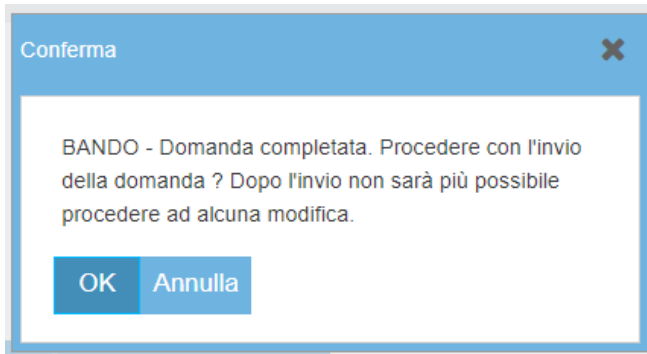 Conferma
BANDO - Domanda completata. Procedere con l'invio
della domanda ? Dopo l'invio non sarà più possibile
procedere ad alcuna modifica.
OK Annulla